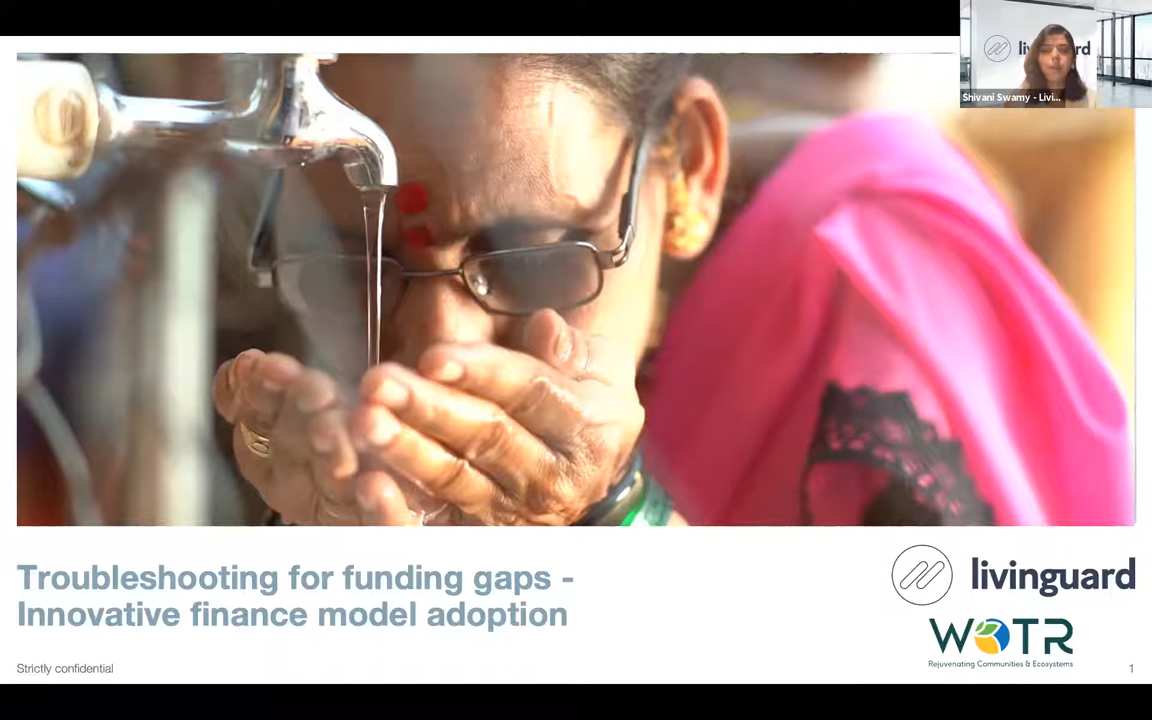 Shivani Swamy - Livi...
Troubleshooting for funding gaps -
Innovative finance model adoption
livinguard
WOTR
Rejuvenating Communities & Ecosystems
Strictly confidential
1